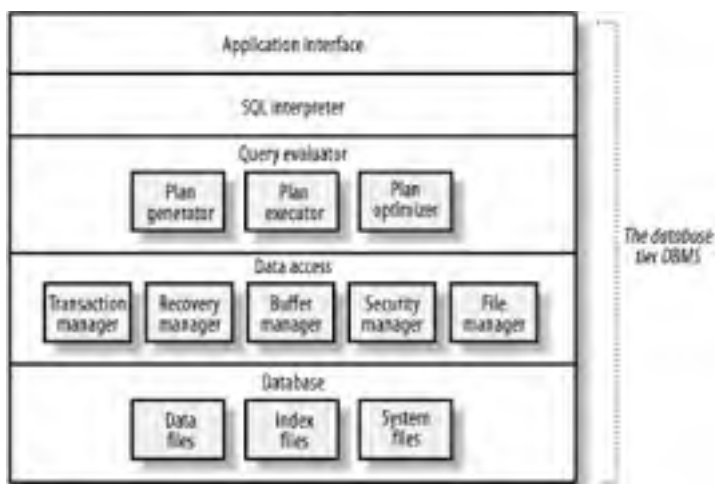 Application interface
SQL interpreter
Query evaluator
Plan
generator
Plan
executor
Plan
optimizer
Data access
Transaction
manager
Recovery
manager
Buffer
manager
Security
manager
File
manager
Database
Data
files
Index
files
System
files
The database
tier DBMS